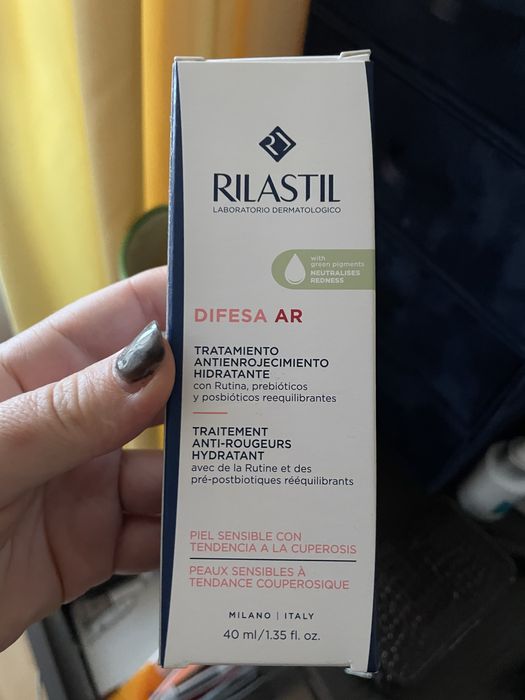 RILASTIL
LABORATORIO DERMATOLOGICO
with
green pigments
NEUTRALISES
REDNESS
DIFESA AR
TRATAMIENTO
ANTIENROJECIMIENTO
HIDRATANTE
con Rutina, prebióticos
y posbióticos reequilibrantes
TRAITEMENT
ANTI-ROUGEURS
HYDRATANT
avec de la Rutine et des
pré-postbiotiques rééquilibrants
PIEL SENSIBLE CON
TENDENCIA A LA CUPEROSIS
PEAUX SENSIBLES À
TENDANCE COUPEROSIQUE
MILANO | ITALY
40 ml/1.35 fl. oz.